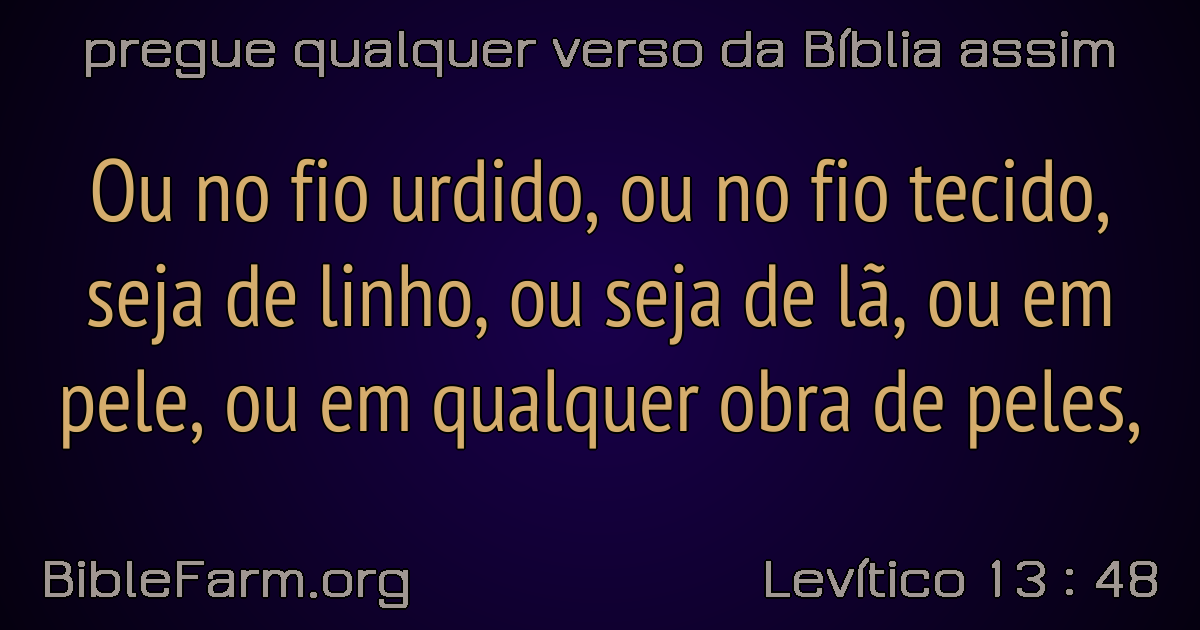 pregue qualquer verso da Bíblia assim
Ou no fio urdido, ou no fio tecido,
seja de linho, ou seja de lã, ou em
pele, ou em qualquer obra de peles,
BibleFarm.org
Levítico 13 : 48